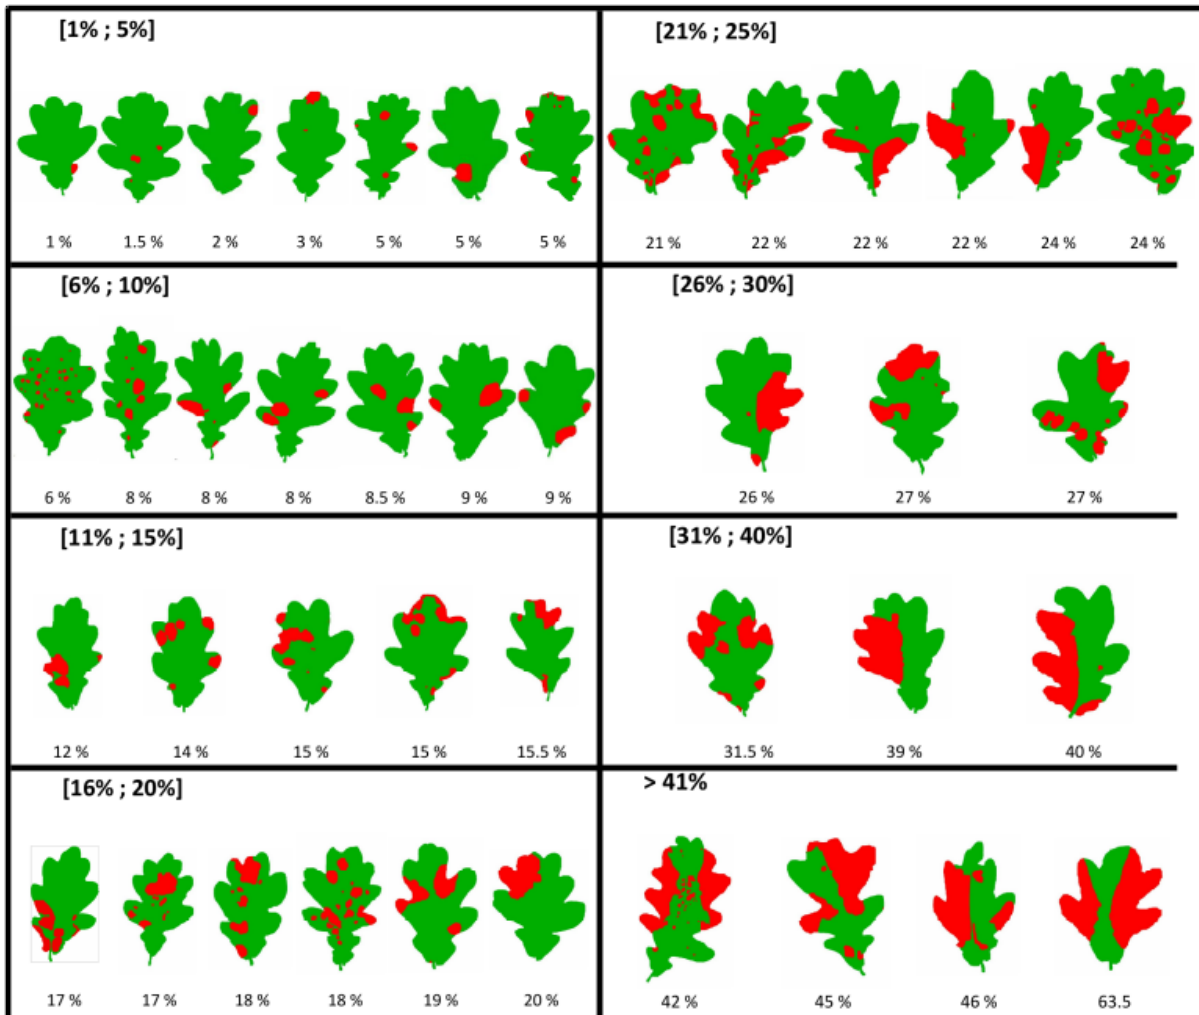 [1% ; 5%]
1 % 1.5 % 2 % 3 % 5 % 5 % 5 %
[21% ; 25%]
21 % 22 % 22 % 22 % 24 % 24 %
[6% ; 10%]
6 % 8 % 8 % 8 % 8.5 % 9 % 9 %
[26% ; 30%]
26 % 27 % 27 %
[11% ; 15%]
12 % 14 % 15 % 15 % 15.5 %
[31% ; 40%]
31.5 % 39 % 40 %
[16% ; 20%]
17 % 17 % 18 % 18 % 19 % 20 %
> 41%
42 % 45 % 46 % 63.5